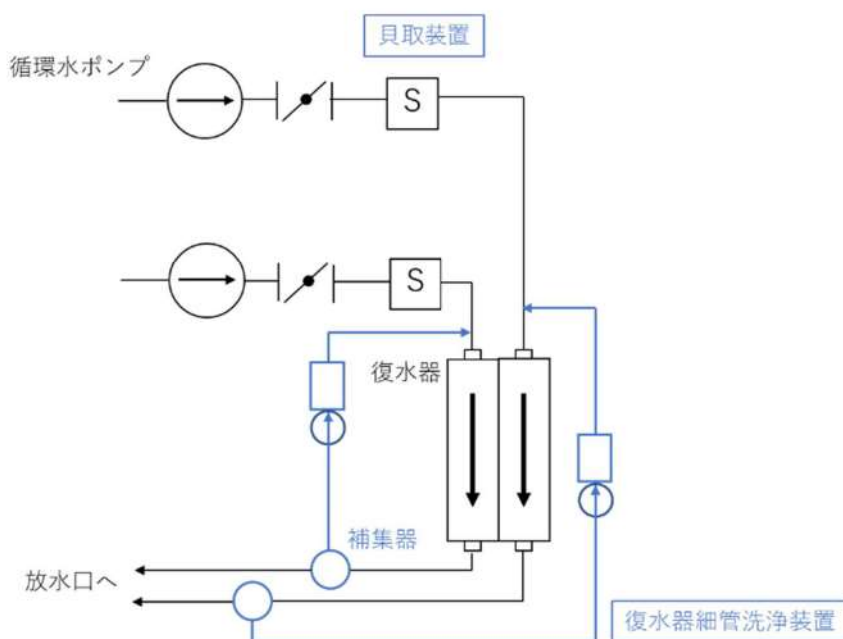 貝取装置
循環水ポンプ
S
S
復水器
補集器
放水口へ
復水器細管洗浄装置